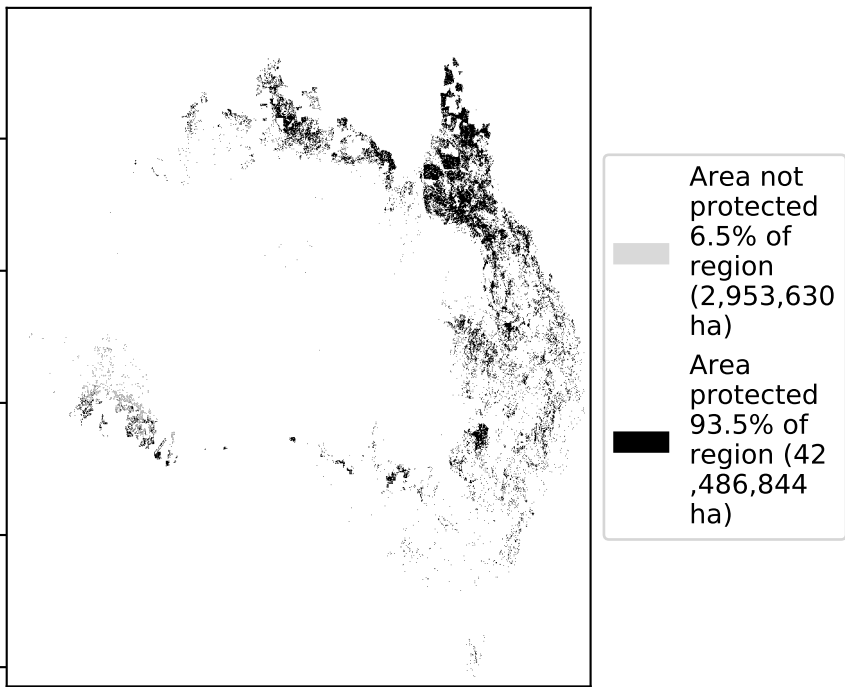 Area not
protected
6.5% of
region
(2,953,630
ha)
Area
protected
93.5% of
region (42
,486,844
ha)